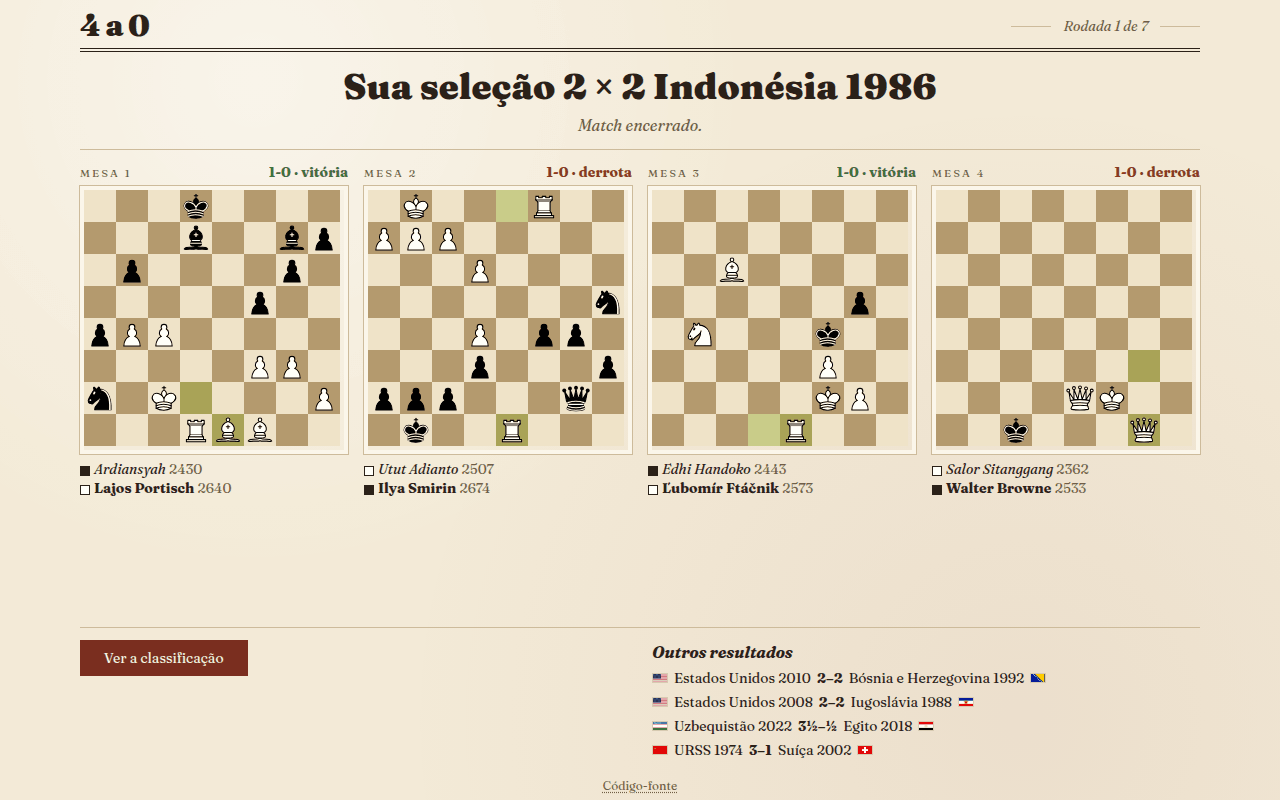 4 a 0
Rodada 1 de 7
Sua seleção 2 × 2 Indonésia 1986
Match encerrado.
MESA 1 1-0 · vitória
MESA 2 1-0 · derrota
MESA 3 1-0 · vitória
MESA 4 1-0 · derrota
Ardiansyah 2430
Lajos Portisch 2640
Utut Adianto 2507
Ilya Smirin 2674
Edhi Handoko 2443
Ľubomír Ftáčnik 2573
Salor Sitanggang 2362
Walter Browne 2533
Ver a classificação
Outros resultados
Estados Unidos 2010 2–2 Bósnia e Herzegovina 1992
Estados Unidos 2008 2–2 Iugoslávia 1988
Uzbequistão 2022 3½–½ Egito 2018
URSS 1974 3–1 Suíça 2002
Código-fonte